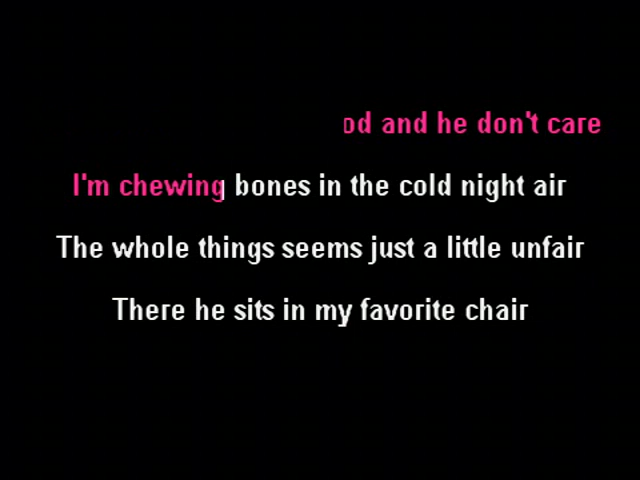 and he don't care
I'm chewing bones in the cold night air
The whole things seems just a little unfair
There he sits in my favorite chair